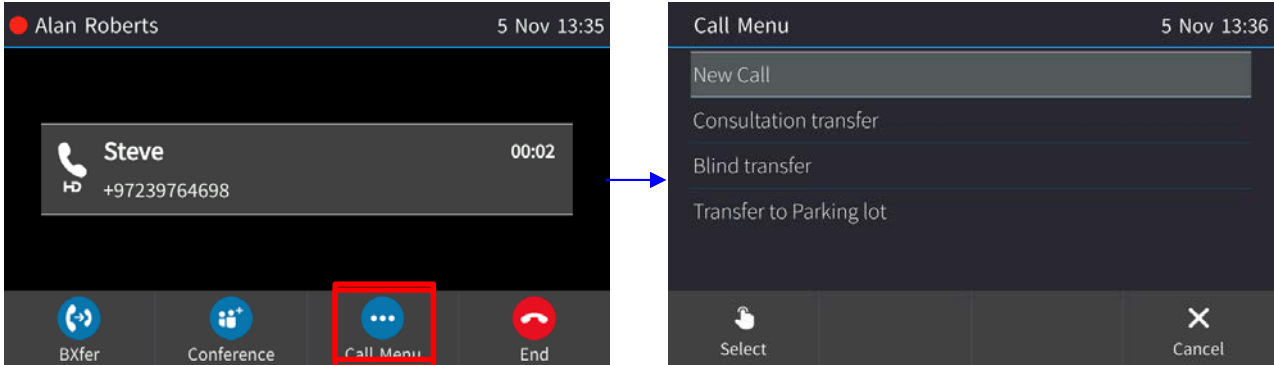 Alan Roberts 5 Nov 13:35
Steve 00:02
HD +97239764698
BXfer Conference Call Menu End
Call Menu 5 Nov 13:36
New Call
Consultation transfer
Blind transfer
Transfer to Parking lot
Select Cancel